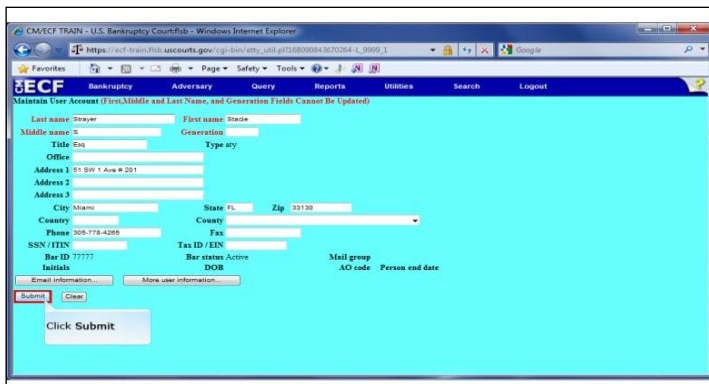 CM/ECF TRAIN - U.S. Bankruptcy Court:flsb - Windows Internet Explorer
https://ecf-train.flsb.uscourts.gov/cgi-bin/atty_util.pl?168090843670264-L_9999_1
Google
Favorites Page Safety Tools
ECF Bankruptcy Adversary Query Reports Utilities Search Logout ?
Maintain User Account (First,Middle and Last Name, and Generation Fields Cannot Be Updated)
Last name Strayer First name Stacie
Middle name S Generation
Title Esq Type aty
Office
Address 1 51 SW 1 Ave # 201
Address 2
Address 3
City Miami State FL Zip 33130
Country County
Phone 305-778-4265 Fax
SSN / ITIN Tax ID / EIN
Bar ID 77777 Bar status Active Mail group
Initials DOB AO code Person end date
Email information... More user information...
Submit Clear
Click Submit